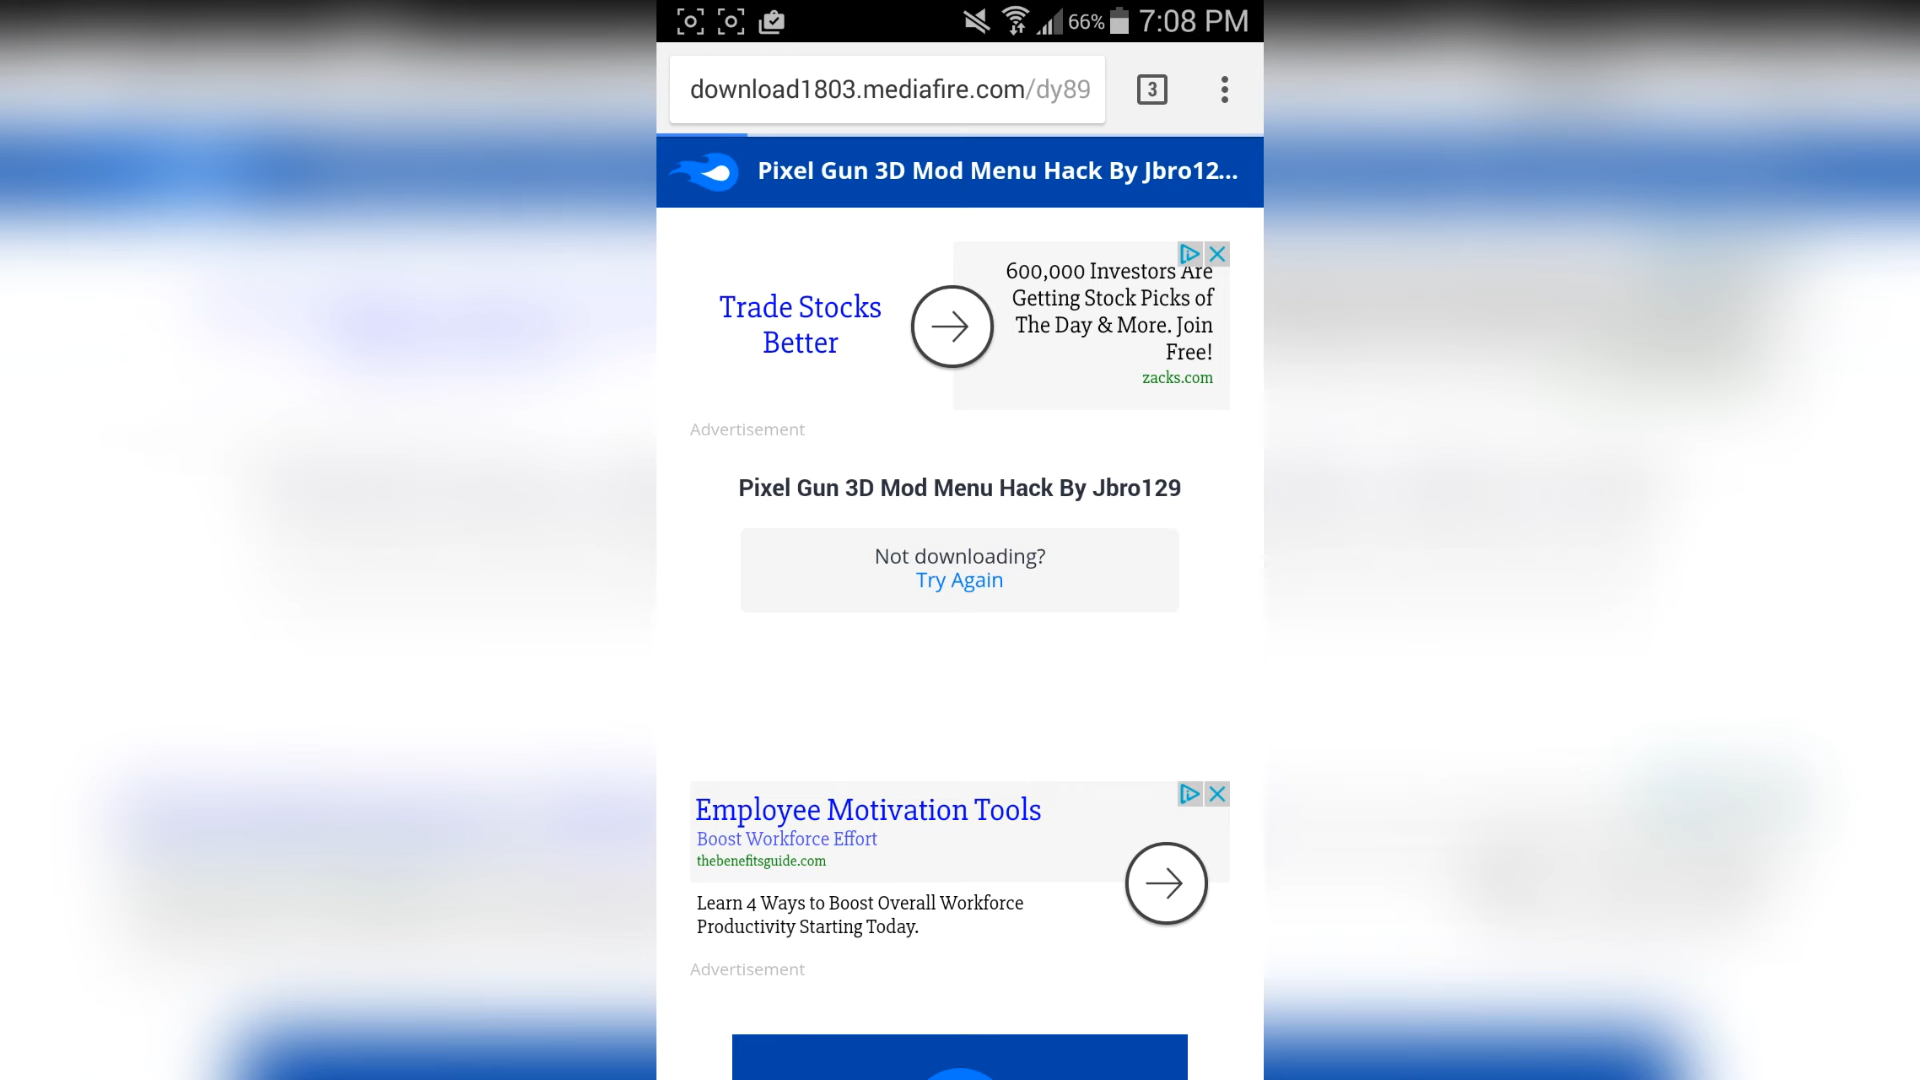 66% 7:08 PM
download1803.mediafire.com/dy89
3
Pixel Gun 3D Mod Menu Hack By Jbro12...
Trade Stocks
Better
600,000 Investors Are
Getting Stock Picks of
The Day & More. Join
Free!
zacks.com
Advertisement
Pixel Gun 3D Mod Menu Hack By Jbro129
Not downloading?
Try Again
Employee Motivation Tools
Boost Workforce Effort
thebenefitsguide.com
Learn 4 Ways to Boost Overall Workforce
Productivity Starting Today.
Advertisement